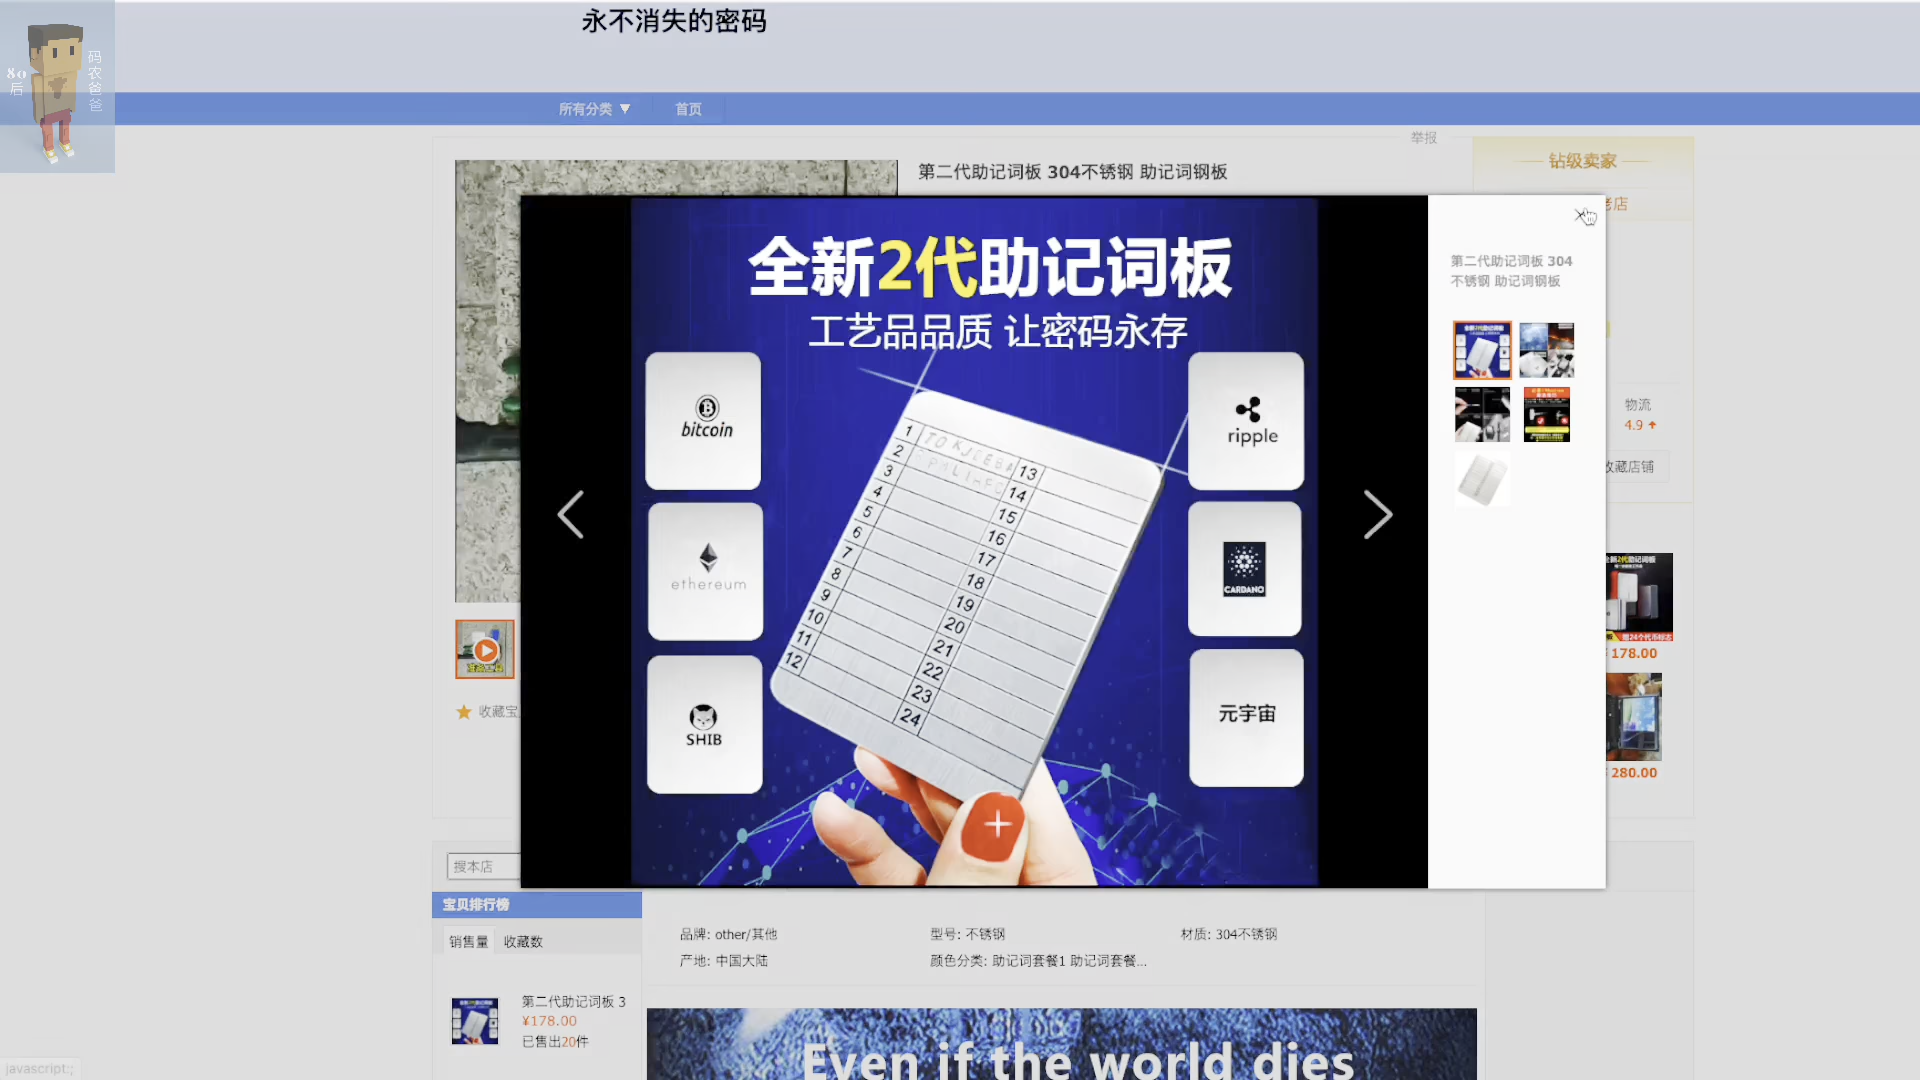 永不消失的密码
80后
码农爸爸
所有分类 ▼
首页
举报
第二代助记词板 304不锈钢 助记词钢板
钻级卖家
老店
全新2代助记词板
工艺品品质 让密码永存
bitcoin
ethereum
SHIB
ripple
CARDANO
元宇宙
1
2
3
4
5
6
7
8
9
10
11
12
13
14
15
16
17
18
19
20
21
22
23
24
第二代助记词板 304
不锈钢 助记词钢板
物流
4.9
收藏店铺
178.00
280.00
收藏宝
搜本店
宝贝排行榜
销售量
收藏数
第二代助记词板 3
¥178.00
已售出20件
品牌: other/其他
型号: 不锈钢
材质: 304不锈钢
产地: 中国大陆
颜色分类: 助记词套餐1 助记词套餐...
Even if the world dies
javascript:;